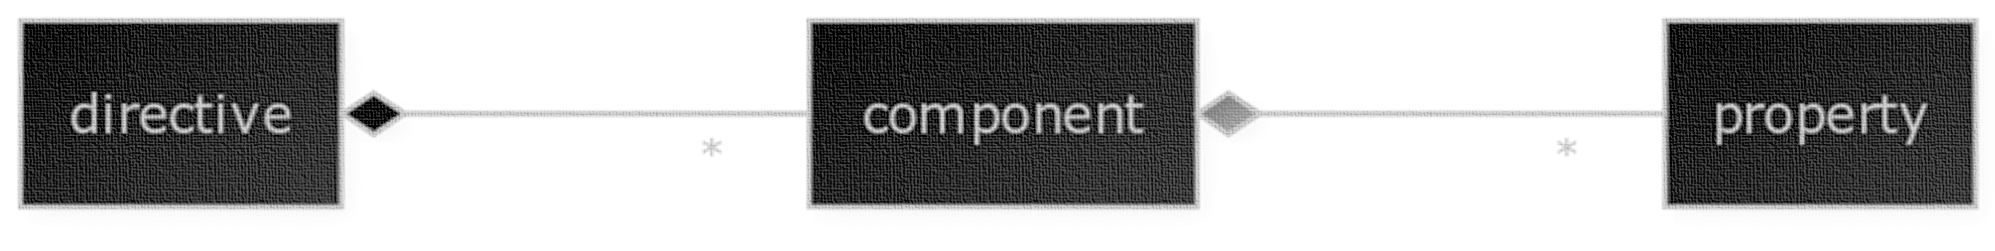 directive
component
property
*
*